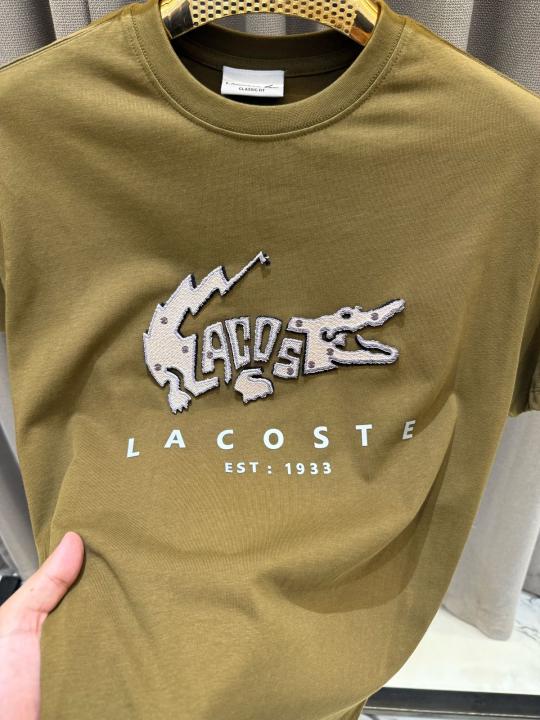 CLASSIC FIT
LACOSTE
LACOSTE
EST : 1933